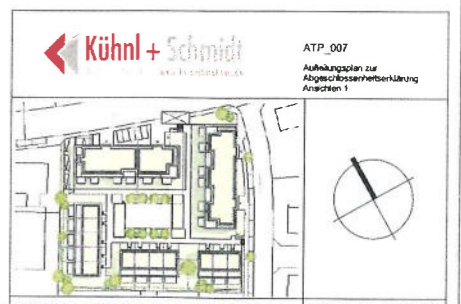 Kühnl + Schmidt
ATP_007
Aufteilungsplan zur
Abgeschlossenheitserklärung
Ansichten 1